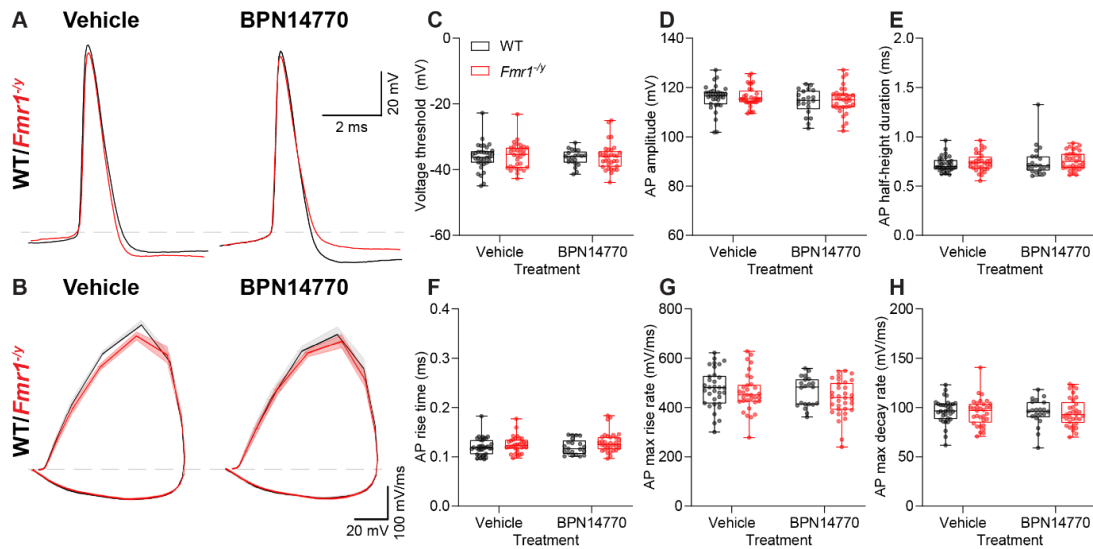 A
Vehicle
BPN14770
WT/Fmr1-/y
20 mV
2 ms
B
Vehicle
BPN14770
WT/Fmr1-/y
20 mV
100 mV/ms
C
WT
Fmr1-/y
Voltage threshold (mV)
0
-20
-40
-60
Vehicle
BPN14770
Treatment
D
AP amplitude (mV)
140
120
100
80
60
Vehicle
BPN14770
Treatment
E
AP half-height duration (ms)
2.0
1.5
1.0
0.5
0.0
Vehicle
BPN14770
Treatment
F
AP rise time (ms)
0.4
0.3
0.2
0.1
0.0
Vehicle
BPN14770
Treatment
G
AP max rise rate (mV/ms)
800
600
400
200
0
Vehicle
BPN14770
Treatment
H
AP max decay rate (mV/ms)
200
150
100
50
0
Vehicle
BPN14770
Treatment